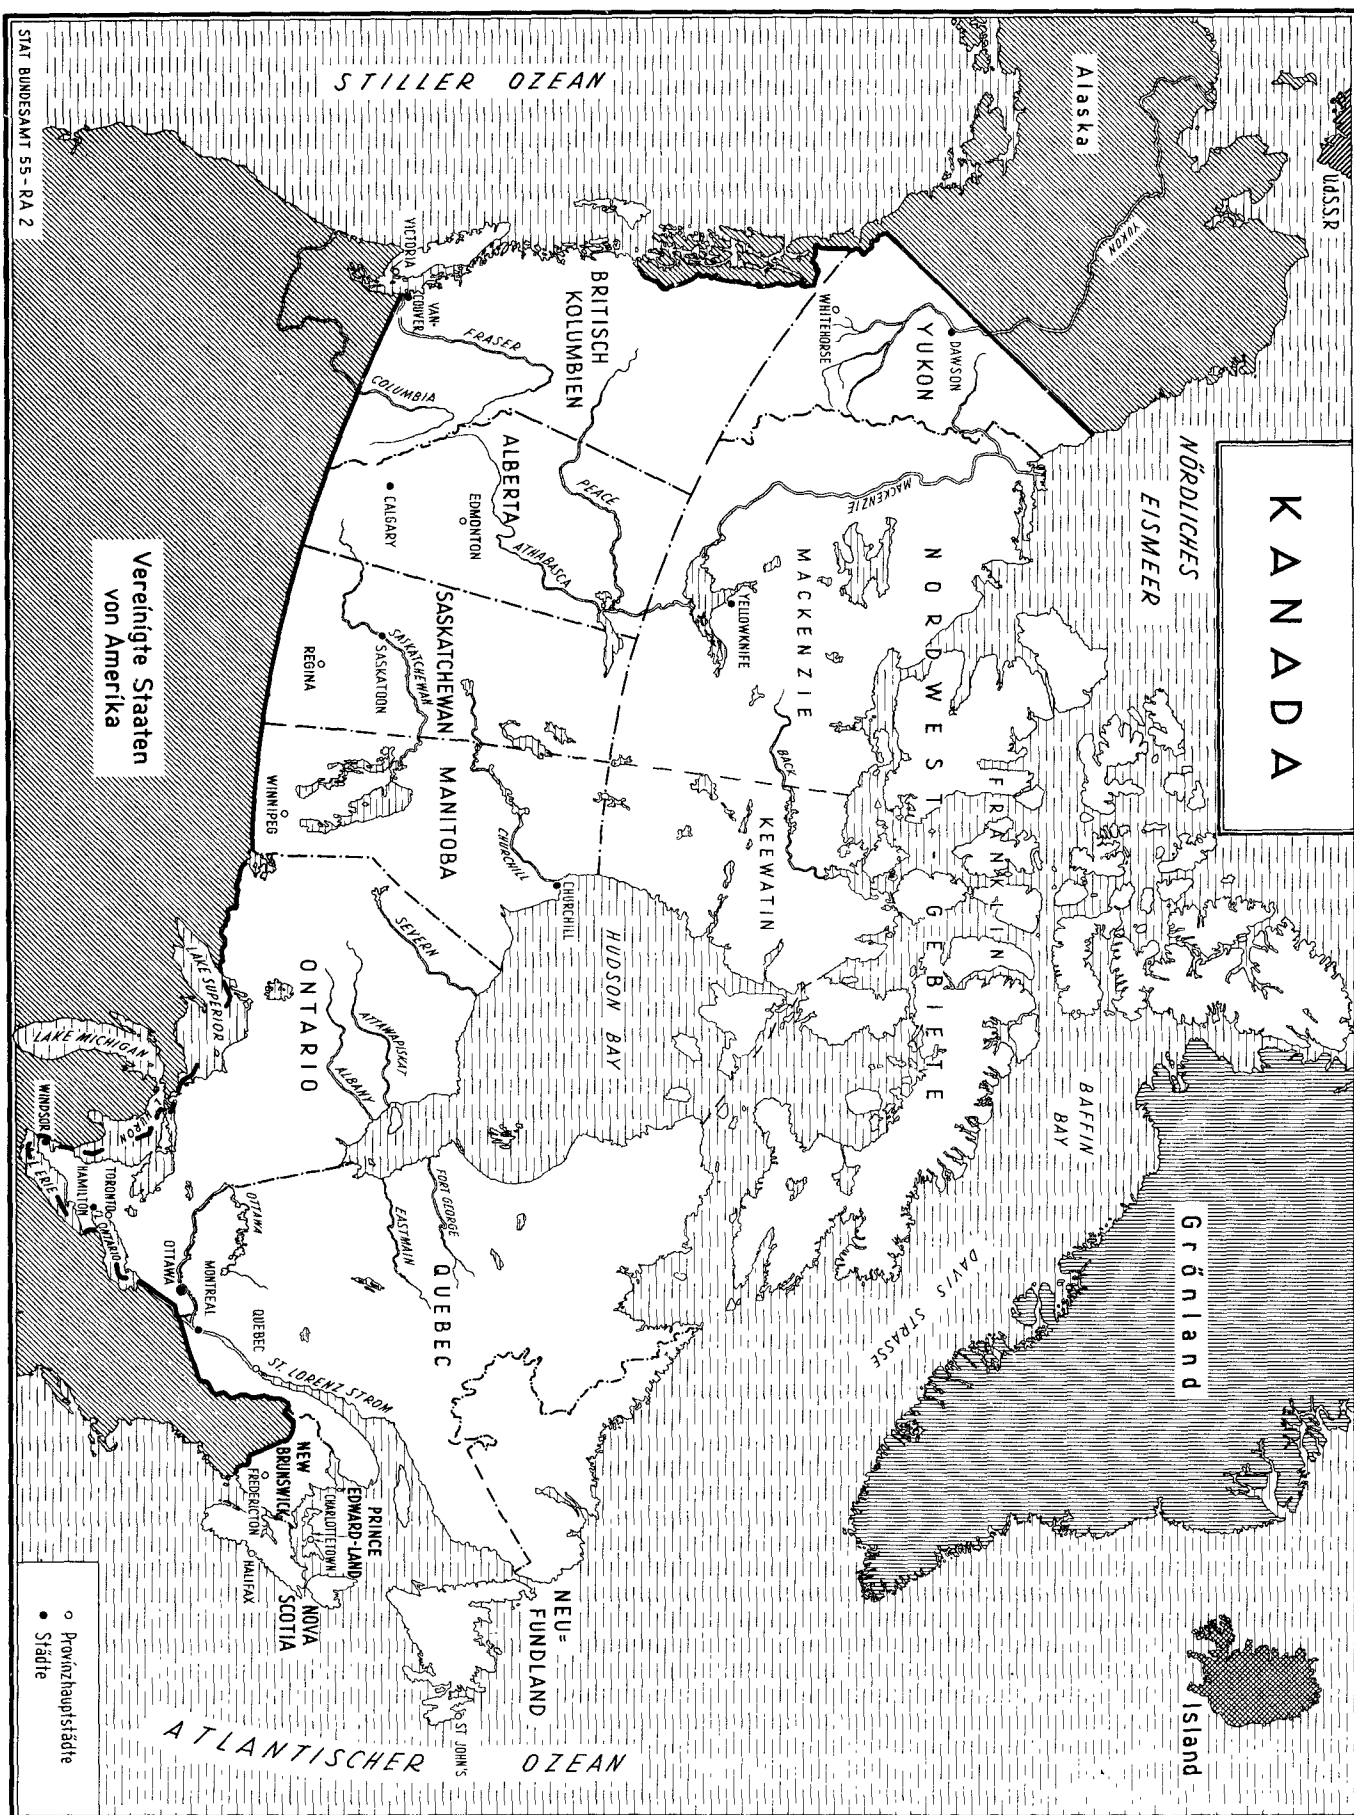 KANADA
U.d.S.S.R
Alaska
YUKON
NÖRDLICHES
EISMEER
Grönland
Island
BAFFIN
BAY
DAVIS STRASSE
STILLER OZEAN
DAWSON
YUKON
WHITEHORSE
MACKENZIE
NORDWEST-GEBIETE
FRANKLIN
MACKENZIE
YELLOWKNIFE
BACK
KEEWATIN
HUDSON BAY
BRITISCH
KOLUMBIEN
FRASER
VAN-
COUVER
VICTORIA
COLUMBIA
PEACE
ALBERTA
ATHABASCA
EDMONTON
CALGARY
SASKATCHEWAN
SASKATCHEWAN
SASKATOON
REGINA
MANITOBA
CHURCHILL
CHURCHILL
WINNIPEG
SEVERN
ONTARIO
ATTAWAPISKAT
ALBANY
LAKE SUPERIOR
LAKE MICHIGAN
HURON
L. ERIE
L. ONTARIO
WINDSOR
TORONTO
HAMILTON
OTTAWA
OTTAWA
MONTREAL
QUEBEC
FORT GEORGE
EASTMAIN
QUEBEC
ST. LORENZ STROM
NEU=
FUNDLAND
ST JOHN'S
PRINCE
EDWARD-LAND
CHARLOTTETOWN
NEW
BRUNSWICK
FREDERICTON
NOVA
SCOTIA
HALIFAX
Vereinigte Staaten
von Amerika
ATLANTISCHER OZEAN
○ Provinzhauptstädte
● Städte
STAT BUNDESAMT 55-RA 2